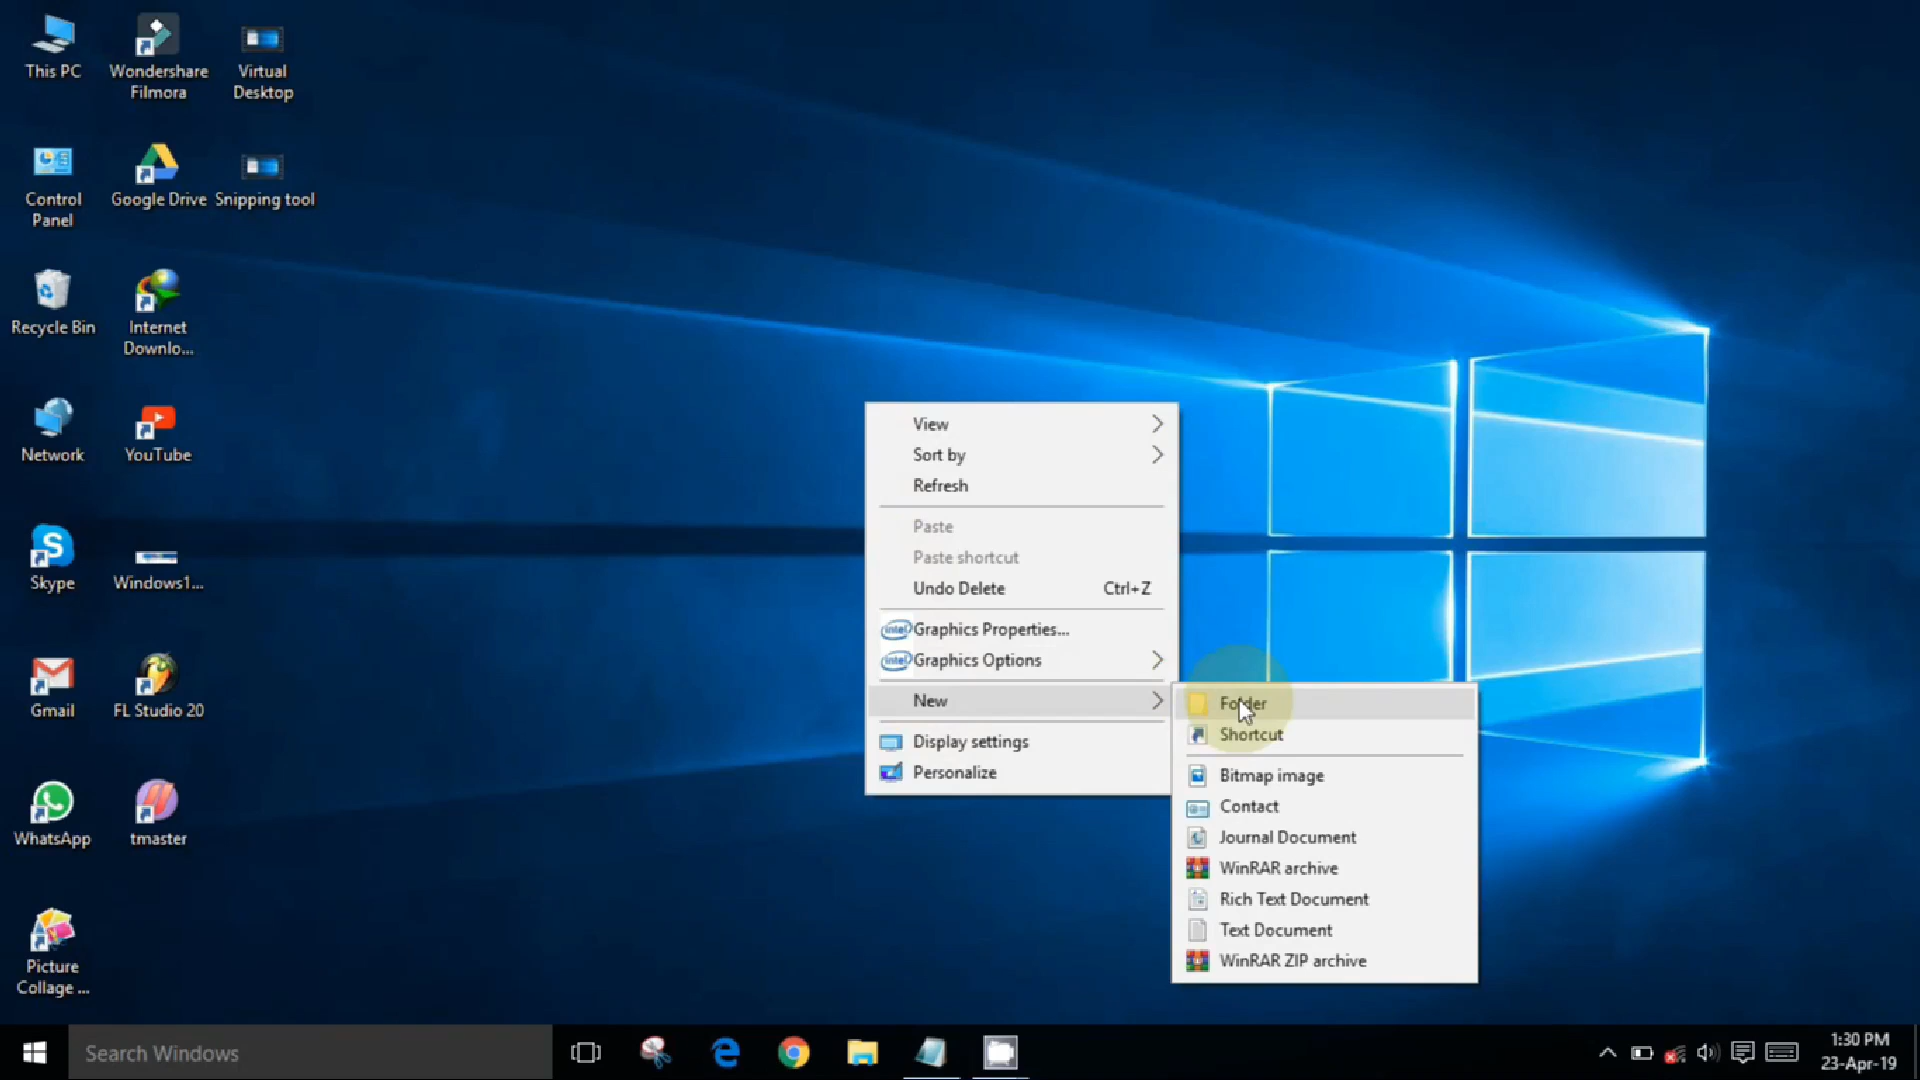 This PC
Wondershare
Filmora
Virtual
Desktop
Control
Panel
Google Drive
Snipping tool
Recycle Bin
Internet
Downlo...
Network
YouTube
Skype
Windows1...
Gmail
FL Studio 20
WhatsApp
tmaster
Picture
Collage ...
View
Sort by
Refresh
Paste
Paste shortcut
Undo Delete Ctrl+Z
intel Graphics Properties...
intel Graphics Options
New
Display settings
Personalize
Folder
Shortcut
Bitmap image
Contact
Journal Document
WinRAR archive
Rich Text Document
Text Document
WinRAR ZIP archive
Search Windows
1:30 PM
23-Apr-19